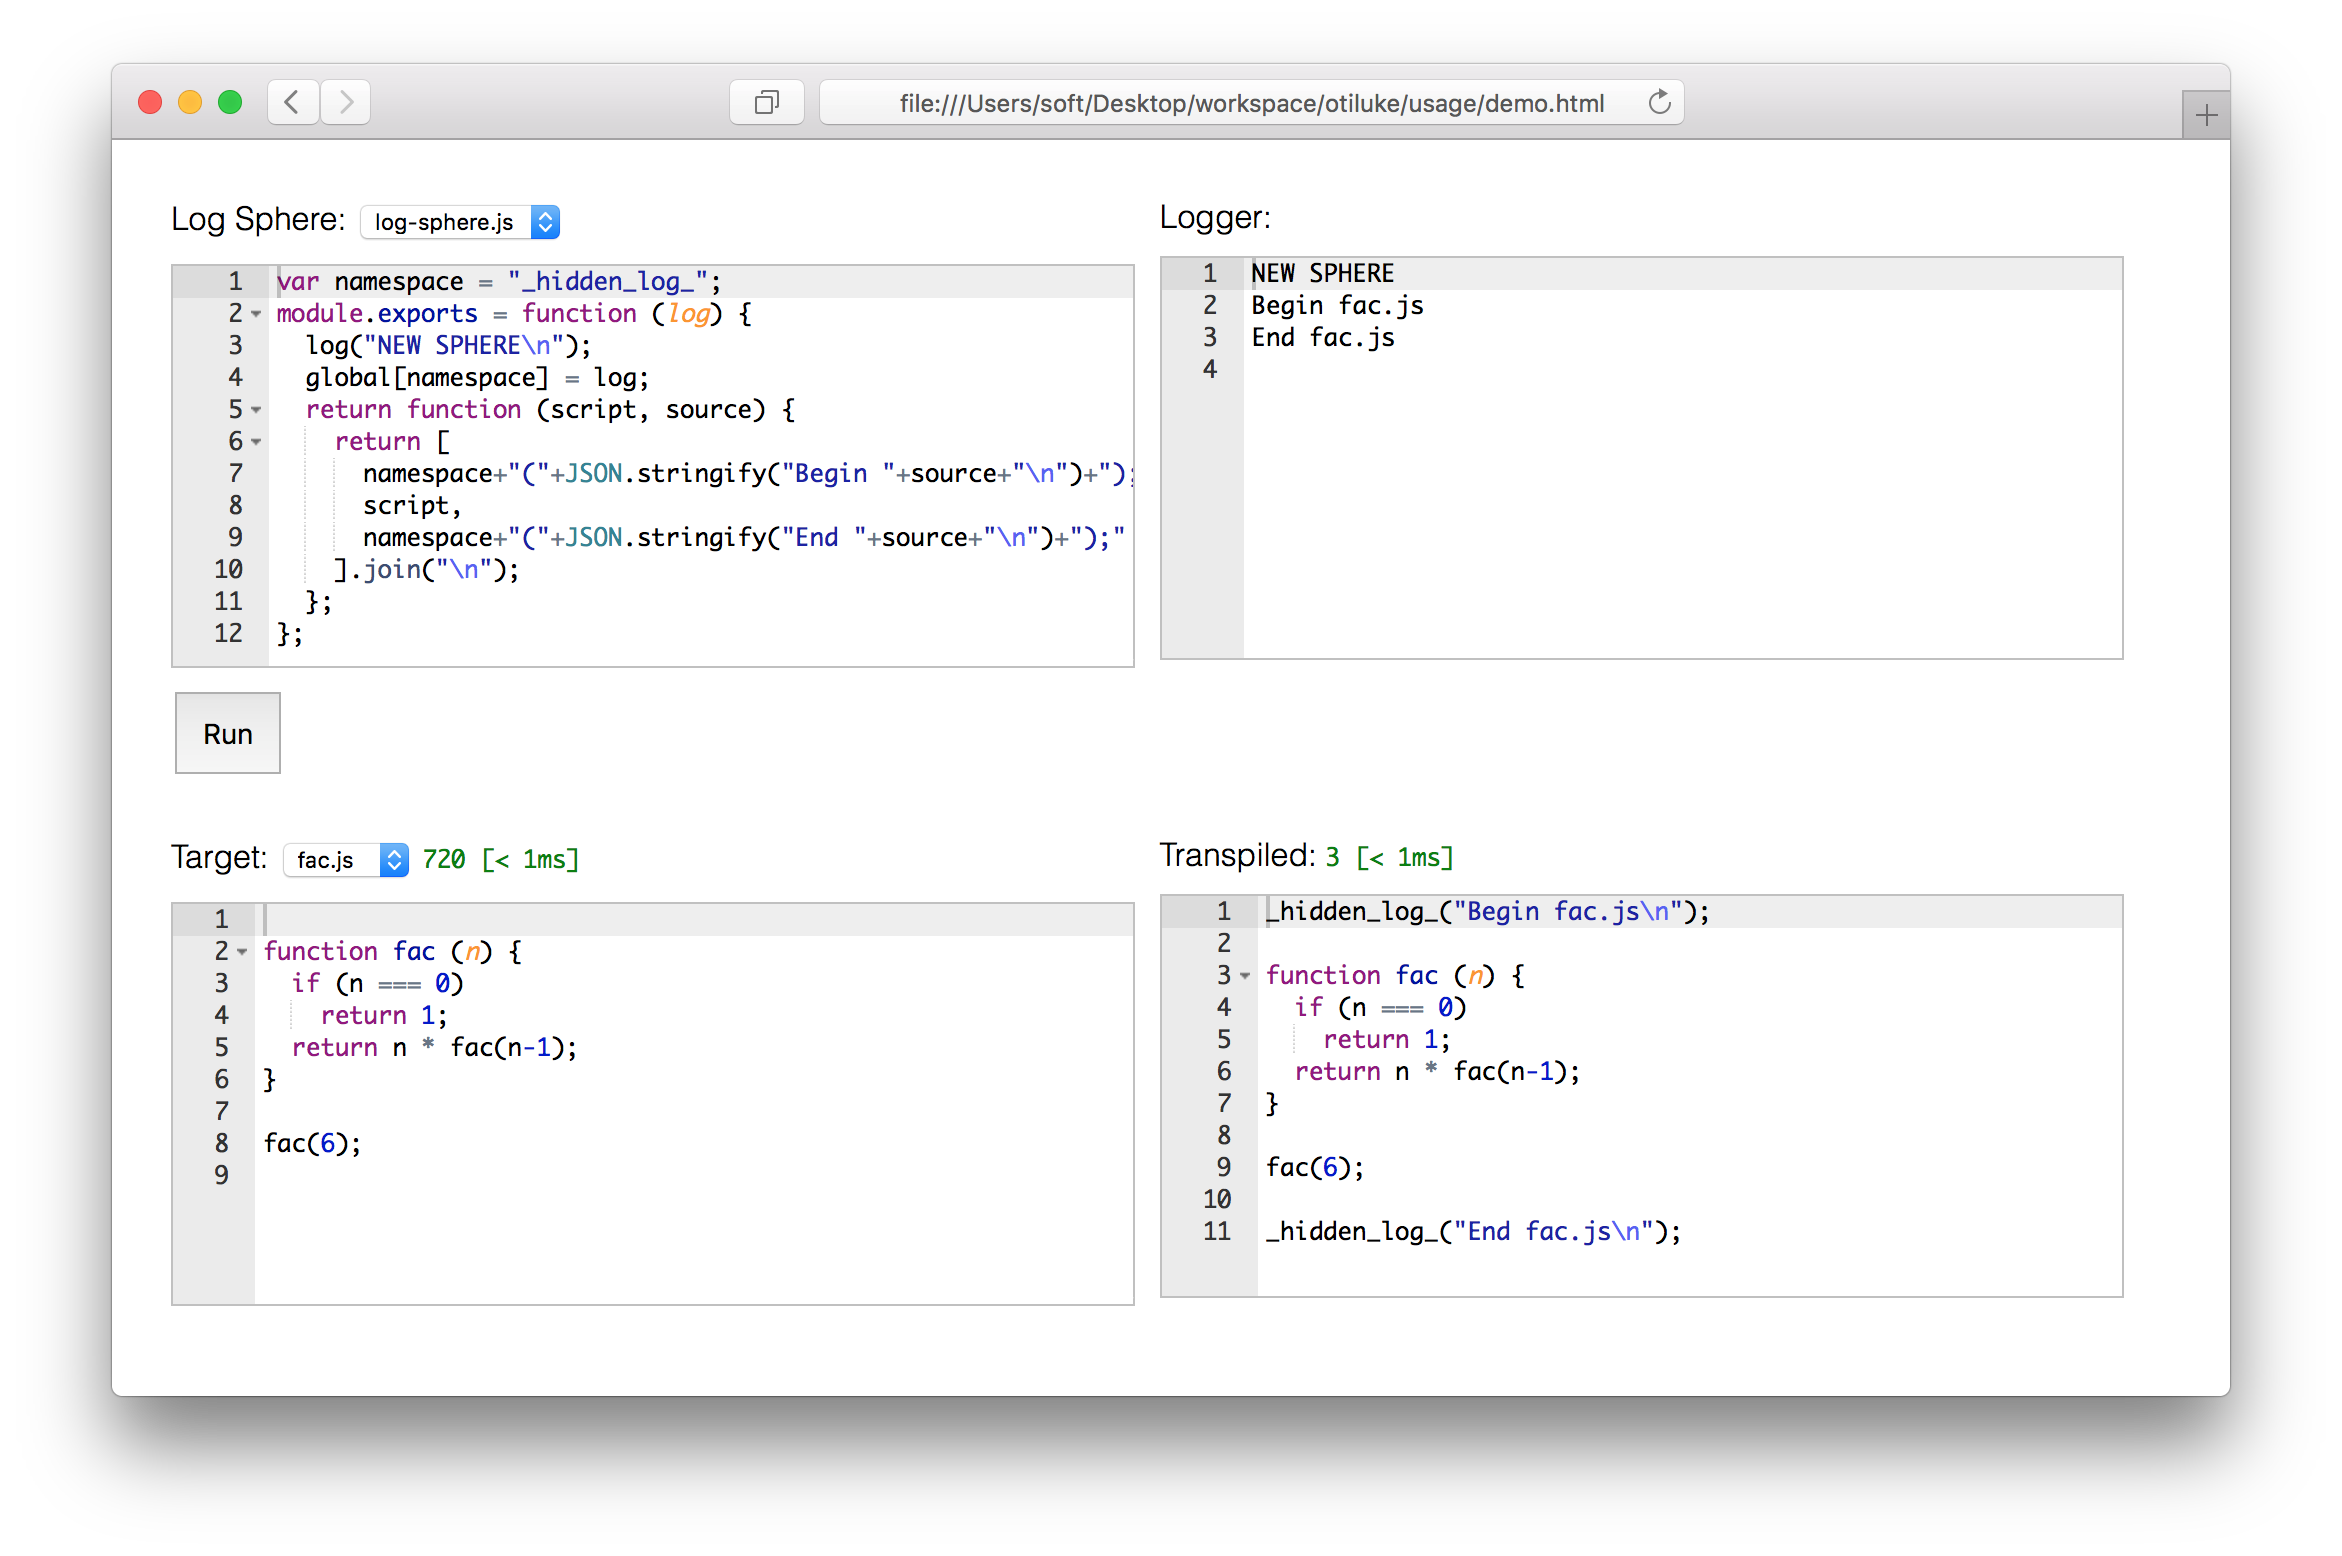 file:///Users/soft/Desktop/workspace/otiluke/usage/demo.html
Log Sphere: log-sphere.js
1 var namespace = "_hidden_log_";
2 module.exports = function (log) {
3 log("NEW SPHERE\n");
4 global[namespace] = log;
5 return function (script, source) {
6 return [
7 namespace+"("+JSON.stringify("Begin "+source+"\n")+");
8 script,
9 namespace+"("+JSON.stringify("End "+source+"\n")+");"
10 ].join("\n");
11 };
12 };
Logger:
1 NEW SPHERE
2 Begin fac.js
3 End fac.js
4
Run
Target: fac.js 720 [< 1ms]
1
2 function fac (n) {
3 if (n === 0)
4 return 1;
5 return n * fac(n-1);
6 }
7
8 fac(6);
9
Transpiled: 3 [< 1ms]
1 _hidden_log_("Begin fac.js\n");
2
3 function fac (n) {
4 if (n === 0)
5 return 1;
6 return n * fac(n-1);
7 }
8
9 fac(6);
10
11 _hidden_log_("End fac.js\n");